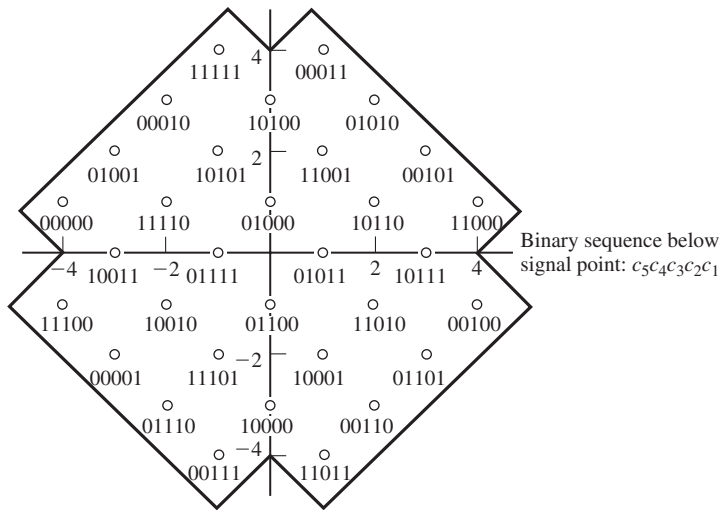 4
11111 00011
00010 10100 01010
2
01001 10101 11001 00101
00000 11110 01000 10110 11000
Binary sequence below
signal point: c₅c₄c₃c₂c₁
−4 10011 −2 01111 01011 2 10111 4
11100 10010 01100 11010 00100
−2
00001 11101 10001 01101
01110 10000 00110
−4
00111 11011